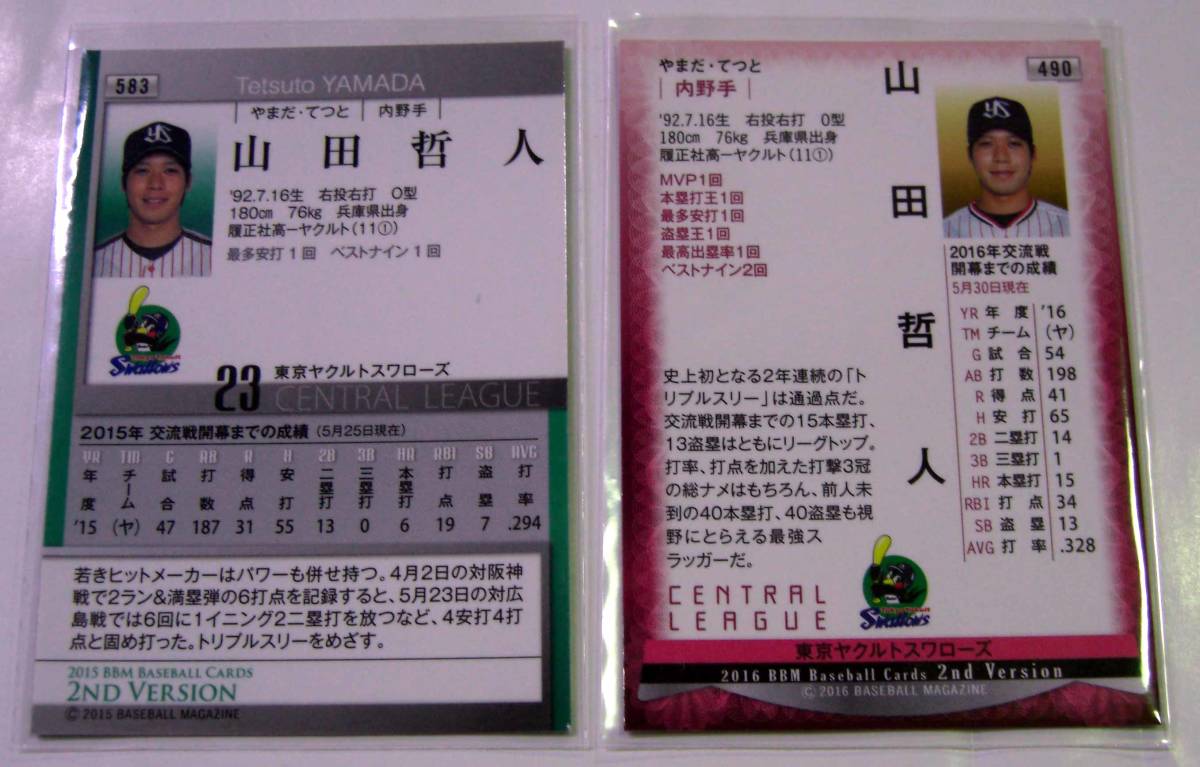 583
Tetsuto YAMADA
やまだ・てつと 内野手
山田哲人
'92.7.16生 右投右打 O型
180㎝ 76kg 兵庫県出身
履正社高―ヤクルト(11①)
最多安打1回 ベストナイン1回
Tokyo Yakult
Swallows
23 東京ヤクルトスワローズ
CENTRAL LEAGUE
2015年 交流戦開幕までの成績 (5月25日現在)
YR TM G AB R H 2B 3B HR RBI SB AVG
年度 チーム 試合 打数 得点 安打 二塁打 三塁打 本塁打 打点 盗塁 打率
'15 (ヤ) 47 187 31 55 13 0 6 19 7 .294
若きヒットメーカーはパワーも併せ持つ。4月2日の対阪神
戦で2ラン&満塁弾の6打点を記録すると、5月23日の対広
島戦では6回に1イニング2二塁打を放つなど、4安打4打
点と固め打った。トリプルスリーをめざす。
2015 BBM BASEBALL CARDS
2ND VERSION
© 2015 BASEBALL MAGAZINE
やまだ・てつと
内野手
490
山田哲人
'92.7.16生 右投右打 O型
180㎝ 76kg 兵庫県出身
履正社高―ヤクルト(11①)
MVP1回
本塁打王1回
最多安打1回
盗塁王1回
最高出塁率1回
ベストナイン2回
2016年交流戦
開幕までの成績
5月30日現在
YR 年度 '16
TM チーム (ヤ)
G 試合 54
AB 打数 198
R 得点 41
H 安打 65
2B 二塁打 14
3B 三塁打 1
HR 本塁打 15
RBI 打点 34
SB 盗塁 13
AVG 打率 .328
史上初となる2年連続の「ト
リプルスリー」は通過点だ。
交流戦開幕までの15本塁打、
13盗塁はともにリーグトップ。
打率、打点を加えた打撃3冠
の総ナメはもちろん、前人未
到の40本塁打、40盗塁も視
野にとらえる最強ス
ラッガーだ。
CENTRAL
LEAGUE
Tokyo Yakult
Swallows
東京ヤクルトスワローズ
2016 BBM Baseball Cards 2nd Version
© 2016 BASEBALL MAGAZINE